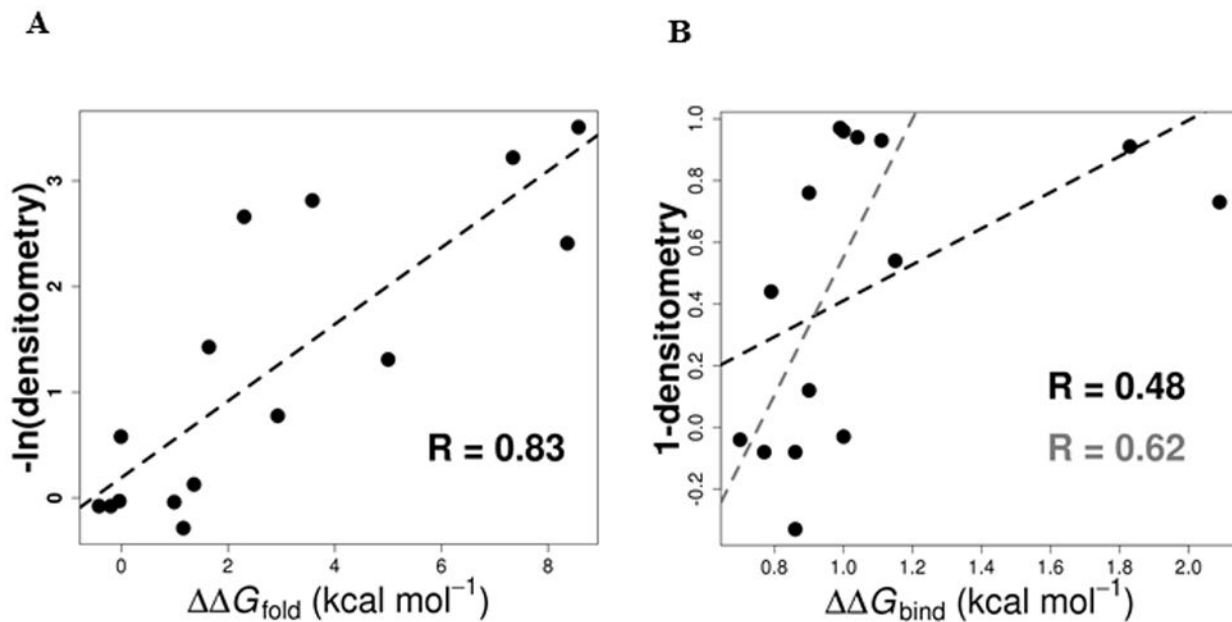 A
B
-ln(densitometry)
0 1 2 3
0 2 4 6 8
ΔΔG_fold (kcal mol⁻¹)
R = 0.83
1-densitometry
-0.2 0.0 0.2 0.4 0.6 0.8 1.0
0.8 1.0 1.2 1.4 1.6 1.8 2.0
ΔΔG_bind (kcal mol⁻¹)
R = 0.48
R = 0.62